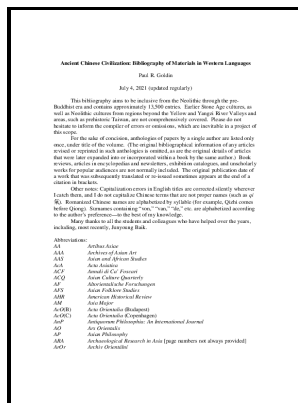 Ancient Chinese Civilization: Bibliography of Materials in Western Languages
Paul R. Goldin
July 4, 2021 (updated regularly)
This bibliography aims to be inclusive from the Neolithic through the pre-
Buddhist era and contains approximately 13,500 entries. Earlier Stone Age cultures, as
well as Neolithic cultures from regions beyond the Yellow and Yangzi River Valleys and
areas, such as prehistoric Taiwan, are not comprehensively covered. Please do not
hesitate to inform the compiler of errors or omissions, which are inevitable in a project of
this scope.
For the sake of concision, anthologies of papers by a single author are listed only
once, under title of the volume. (The original bibliographical information of any articles
revised or reprinted in such anthologies is omitted, as are the original details of articles
that were later expanded into or incorporated within a book by the same author.) Book
reviews, articles in encyclopedias and newsletters, exhibition catalogues, and unscholarly
works for popular audiences are not normally included. The original publication date of
a work that was subsequently translated or re-issued sometimes appears at the end of a
citation in brackets.
Other notes: Capitalization errors in English titles are corrected silently wherever
I catch them, and I do not capitalize Chinese terms that are not proper names (such as qi
氣). Romanized Chinese names are alphabetized by syllable (for example, Qizhi comes
before Qiong). Surnames containing "von," "van," "de," etc. are alphabetized according
to the author's preference—to the best of my knowledge.
Many thanks to all the students and colleagues who have helped over the years,
including, most recently, Junyoung Baik.
Abbreviations:
AA Artibus Asiae
AAA Archives of Asian Art
AAS Asian and African Studies
AcA Acta Asiatica
ACF Annali di Ca' Foscari
ACQ Asian Culture Quarterly
AF Altorientalische Forschungen
AFS Asian Folklore Studies
AHR American Historical Review
AM Asia Major
AcO(B) Acta Orientalia (Budapest)
AcO(C) Acta Orientalia (Copenhagen)
AnP Antiquorum Philosophia: An International Journal
AO Ars Orientalis
AP Asian Philosophy
ARA Archaeological Research in Asia [page numbers not always provided]
ArOr Archiv Orientální